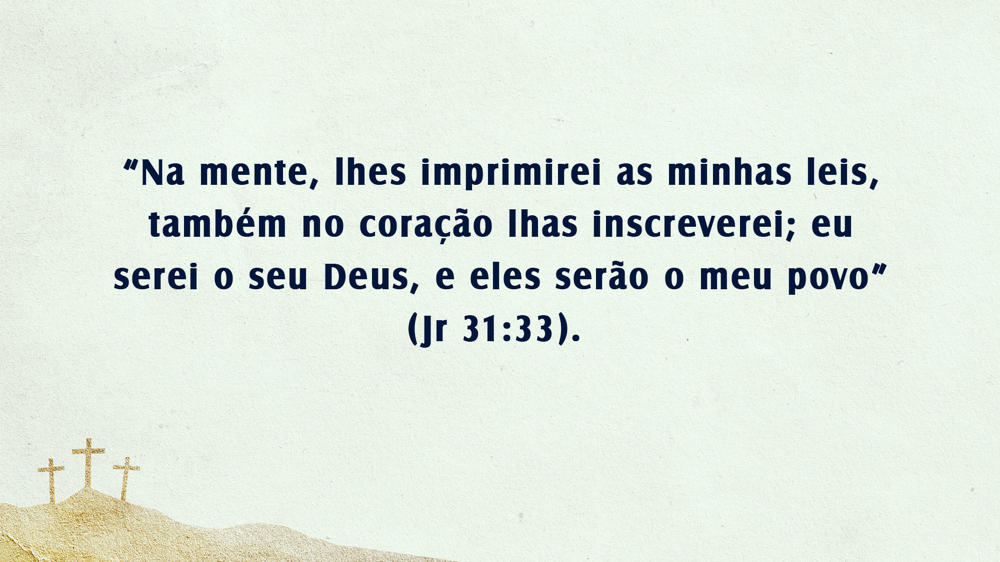 “Na mente, lhes imprimirei as minhas leis,
também no coração lhas inscreverei; eu
serei o seu Deus, e eles serão o meu povo”
(Jr 31:33).